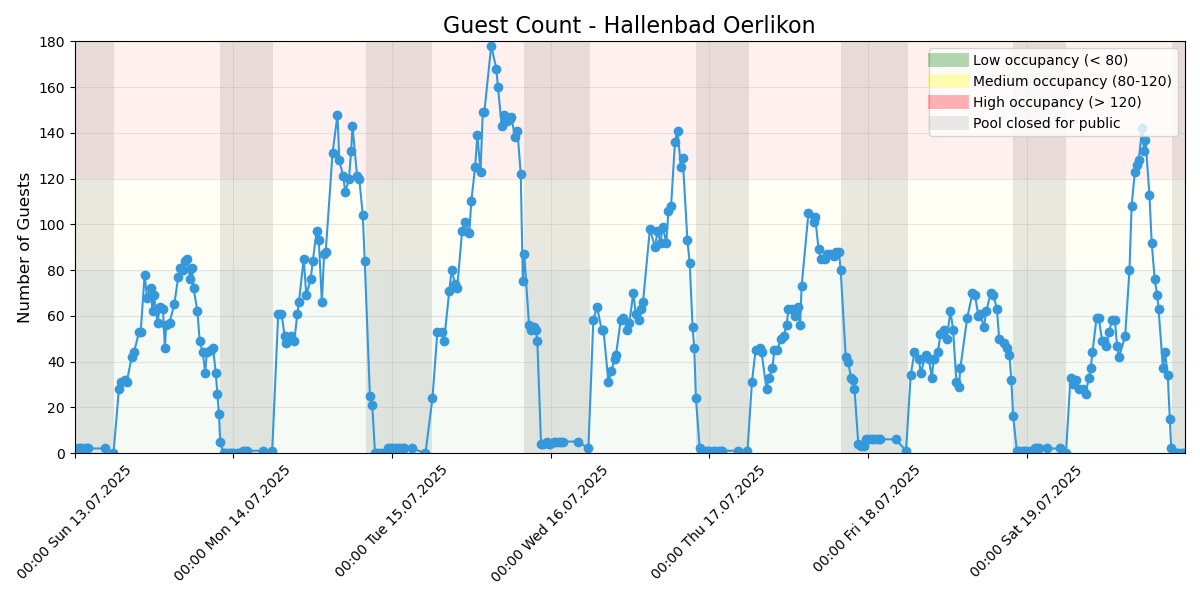 Guest Count - Hallenbad Oerlikon
Number of Guests
180
160
140
120
100
80
60
40
20
0
Low occupancy (< 80)
Medium occupancy (80-120)
High occupancy (> 120)
Pool closed for public
00:00 Sun 13.07.2025
00:00 Mon 14.07.2025
00:00 Tue 15.07.2025
00:00 Wed 16.07.2025
00:00 Thu 17.07.2025
00:00 Fri 18.07.2025
00:00 Sat 19.07.2025